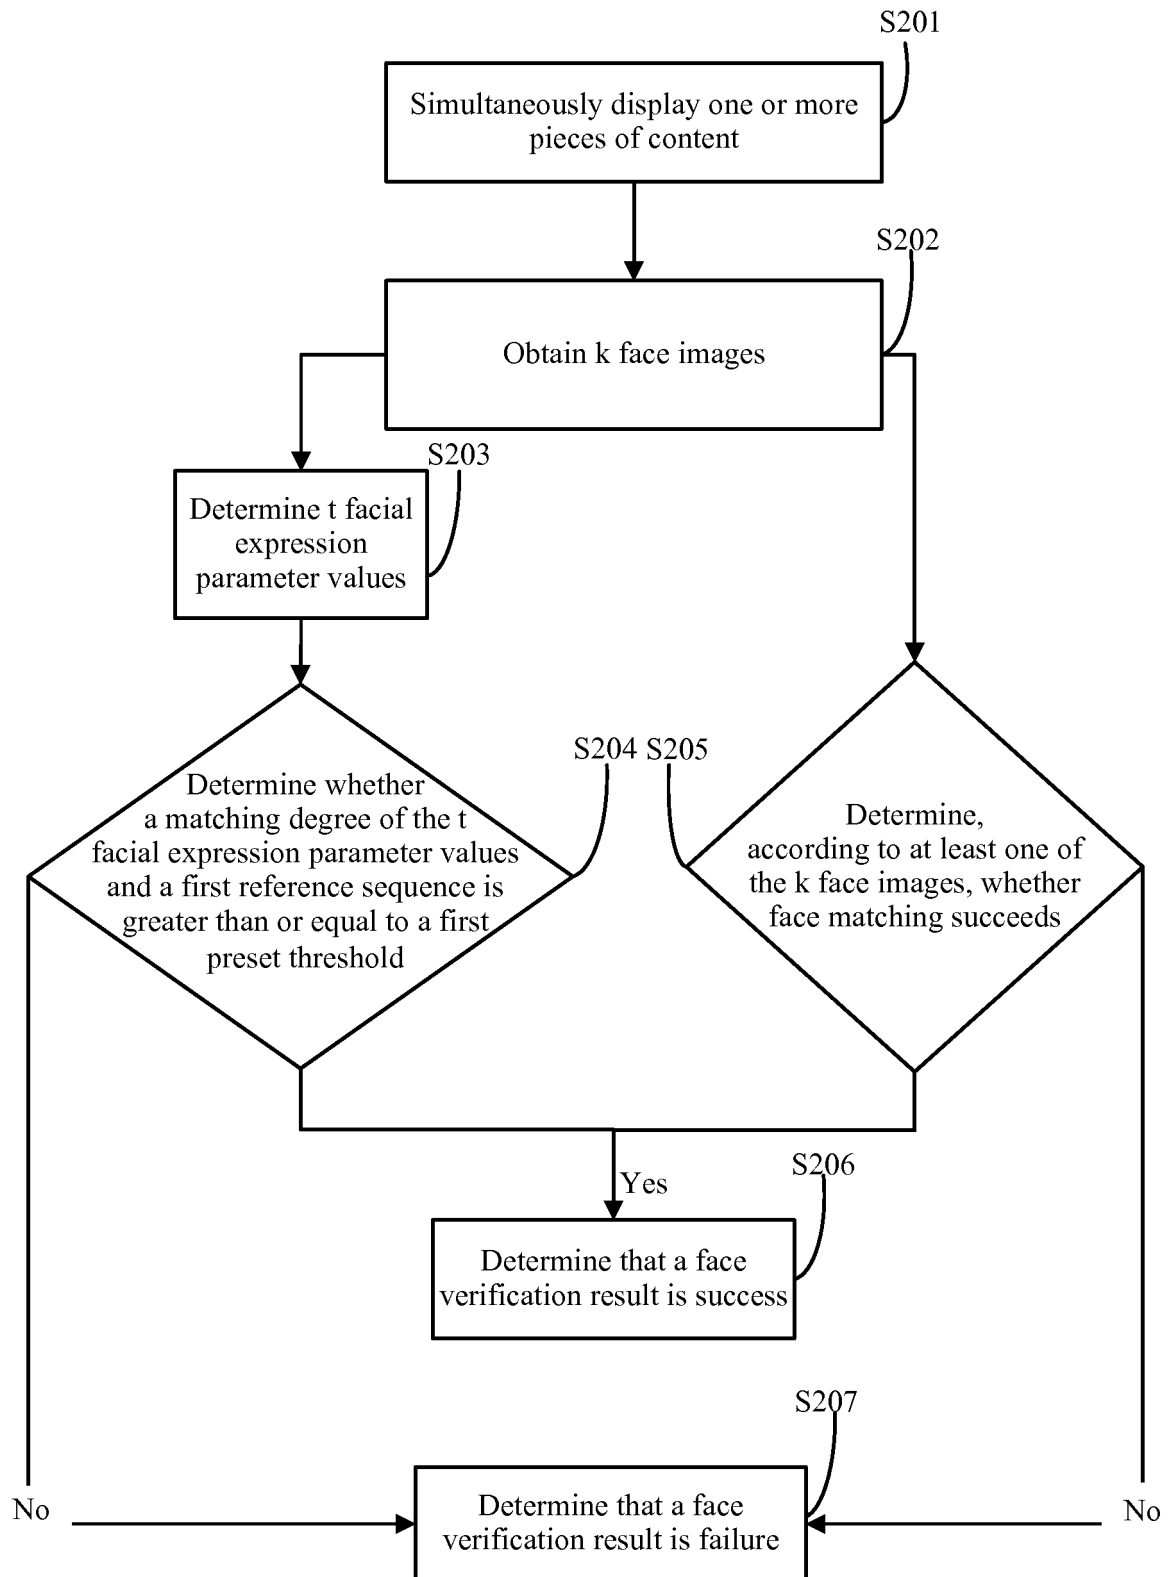 S201
Simultaneously display one or more
pieces of content
S202
Obtain k face images
S203
Determine t facial
expression
parameter values
S204
S205
Determine whether
a matching degree of the t
facial expression parameter values
and a first reference sequence is
greater than or equal to a first
preset threshold
Determine,
according to at least one of
the k face images, whether
face matching succeeds
Yes
S206
Determine that a face
verification result is success
S207
No
Determine that a face
verification result is failure
No